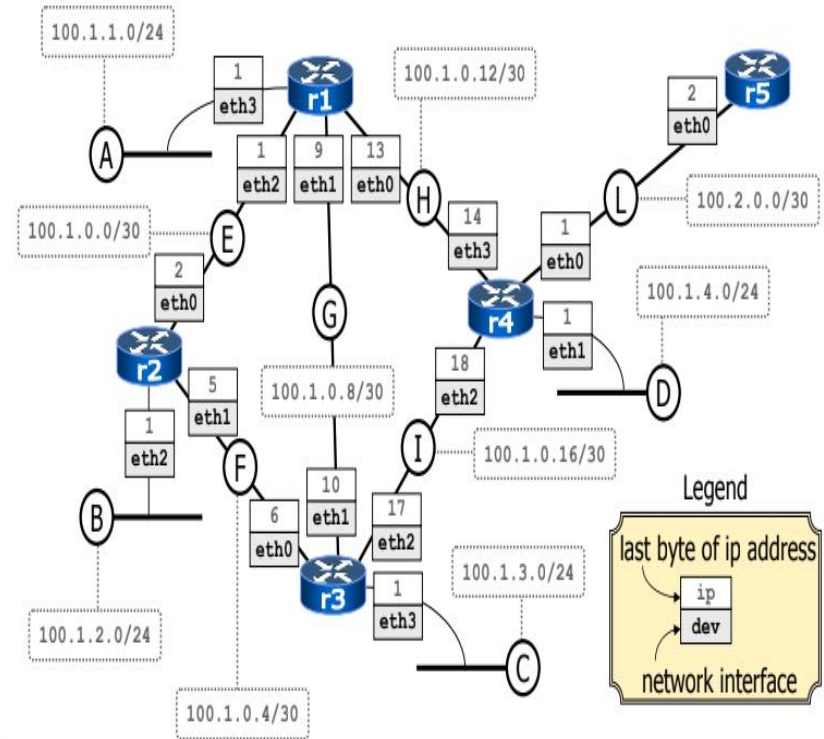 100.1.1.0/24
1
eth3
r1
100.1.0.12/30
2
eth0
r5
A
1
eth2
9
eth1
13
eth0
H
L
100.1.0.0/30
E
14
eth3
1
eth0
100.2.0.0/30
2
eth0
G
r4
1
eth1
100.1.4.0/24
r2
5
eth1
100.1.0.8/30
18
eth2
D
1
eth2
F
I
100.1.0.16/30
B
6
eth0
10
eth1
17
eth2
r3
1
eth3
100.1.3.0/24
100.1.2.0/24
C
100.1.0.4/30
Legend
last byte of ip address
ip
dev
network interface